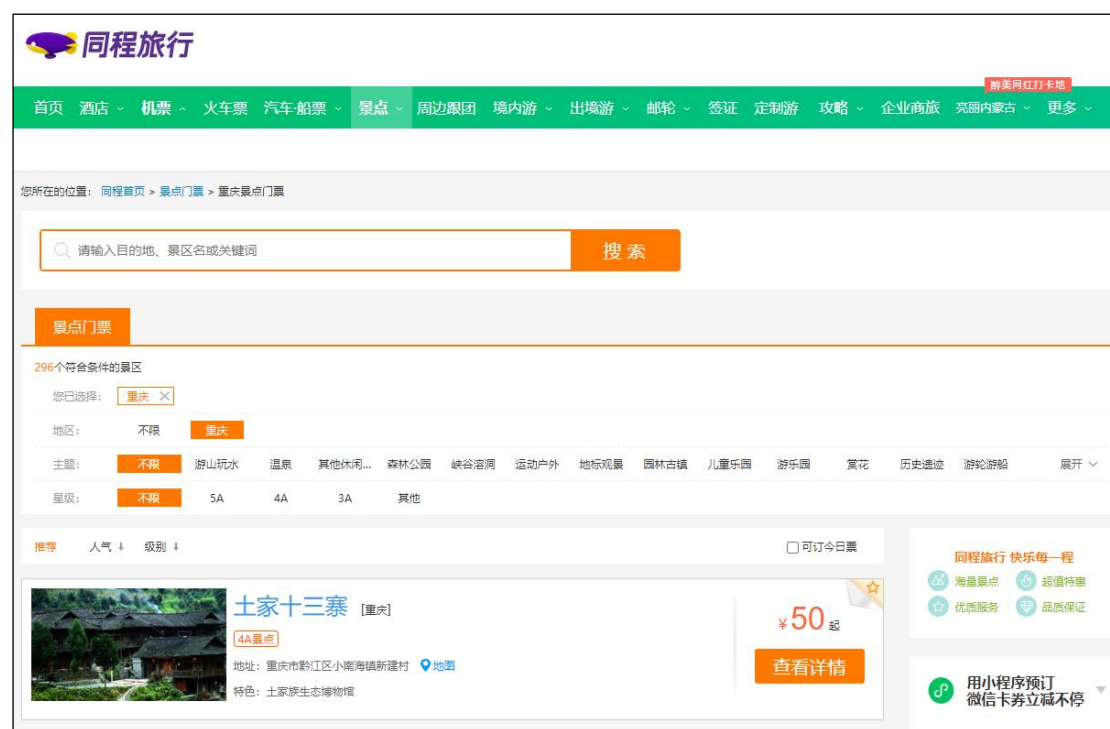 同程旅行
醉美网红打卡地
首页 酒店 机票 火车票 汽车·船票 景点 周边跟团 境内游 出境游 邮轮 签证 定制游 攻略 企业商旅 亮丽内蒙古 更多
您所在的位置： 同程首页 > 景点门票 > 重庆景点门票
请输入目的地、景区名或关键词 搜 索
景点门票
296个符合条件的景区
您已选择： 重庆 ×
地区： 不限 重庆
主题： 不限 游山玩水 温泉 其他休闲... 森林公园 峡谷溶洞 运动户外 地标观景 园林古镇 儿童乐园 游乐园 赏花 历史遗迹 游轮游船 展开
星级： 不限 5A 4A 3A 其他
推荐 人气↓ 级别↓ 可订今日票
土家十三寨 [重庆]
4A景点
地址：重庆市黔江区小南海镇新建村 地图
特色：土家族生态博物馆
¥50起
查看详情
同程旅行 快乐每一程
海量景点 超值特惠
优质服务 品质保证
用小程序预订
微信卡券立减不停